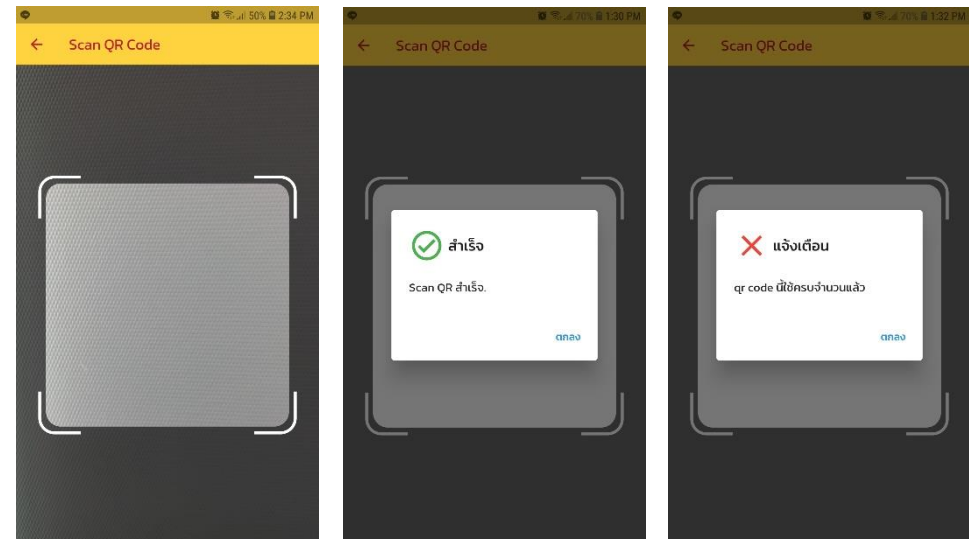 50% 2:34 PM
Scan QR Code
70% 1:30 PM
Scan QR Code
สำเร็จ
Scan QR สำเร็จ.
ตกลง
70% 1:32 PM
Scan QR Code
แจ้งเตือน
qr code นี้ใช้ครบจำนวนแล้ว
ตกลง